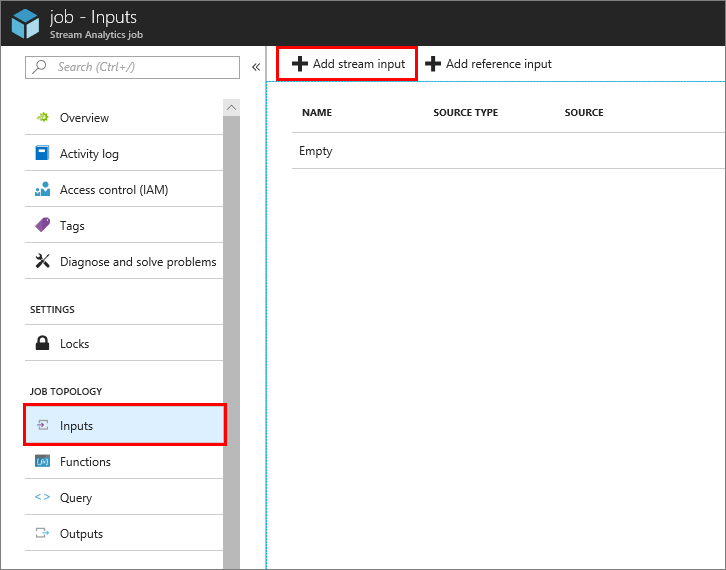 job - Inputs
Stream Analytics job
Search (Ctrl+/)
«
Add stream input
Add reference input
Overview
Activity log
Access control (IAM)
Tags
Diagnose and solve problems
SETTINGS
Locks
JOB TOPOLOGY
Inputs
Functions
Query
Outputs
NAME SOURCE TYPE SOURCE
Empty